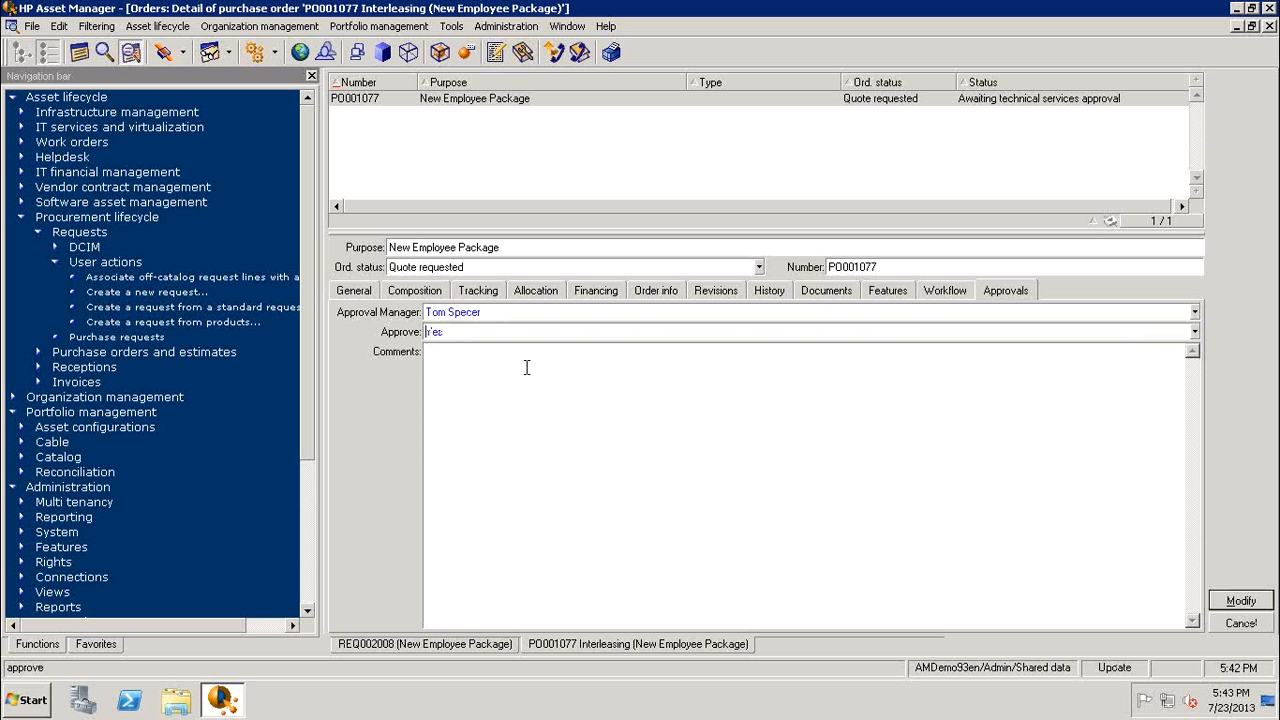 HP Asset Manager - [Orders: Detail of purchase order 'PO001077 Interleasing (New Employee Package)']
File Edit Filtering Asset lifecycle Organization management Portfolio management Tools Administration Window Help
Navigation bar
Asset lifecycle
Infrastructure management
IT services and virtualization
Work orders
Helpdesk
IT financial management
Vendor contract management
Software asset management
Procurement lifecycle
Requests
DCIM
User actions
Associate off-catalog request lines with a
Create a new request...
Create a request from a standard reques
Create a request from products...
Purchase requests
Purchase orders and estimates
Receptions
Invoices
Organization management
Portfolio management
Asset configurations
Cable
Catalog
Reconciliation
Administration
Multi tenancy
Reporting
System
Features
Rights
Connections
Views
Reports
Functions Favorites
Number Purpose Type Ord. status Status
PO001077 New Employee Package Quote requested Awaiting technical services approval
1 / 1
Purpose: New Employee Package
Ord. status: Quote requested Number: PO001077
General Composition Tracking Allocation Financing Order info Revisions History Documents Features Workflow Approvals
Approval Manager: Tom Specer
Approve: Yes
Comments:
Modify
Cancel
REQ002008 (New Employee Package) PO001077 Interleasing (New Employee Package)
approve AMDemo93en/Admin/Shared data Update 5:42 PM
Start 5:43 PM
7/23/2013